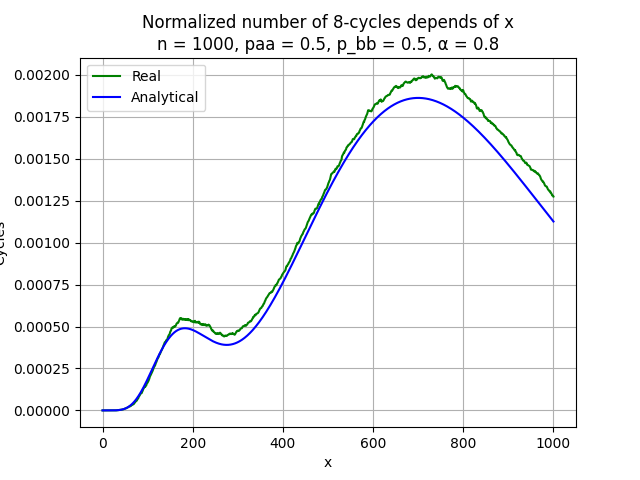 Normalized number of 8-cycles depends of x
n = 1000, paa = 0.5, p_bb = 0.5, α = 0.8
Real
Analytical
0.00200
0.00175
0.00150
0.00125
0.00100
0.00075
0.00050
0.00025
0.00000
Cycles
0 200 400 600 800 1000
x